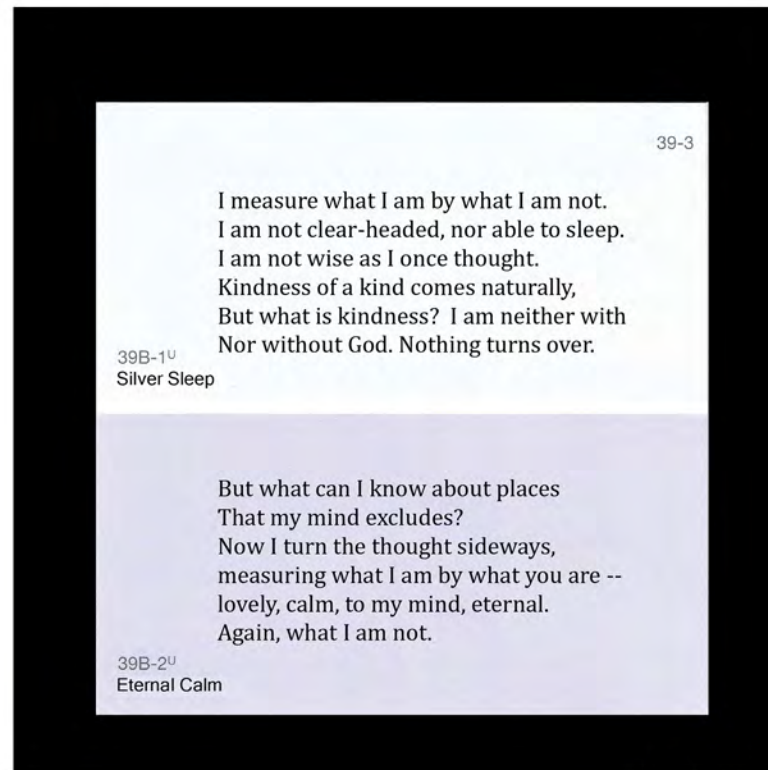 39-3
I measure what I am by what I am not.
I am not clear-headed, nor able to sleep.
I am not wise as I once thought.
Kindness of a kind comes naturally,
But what is kindness?  I am neither with
Nor without God. Nothing turns over.
39B-1ᵁ
Silver Sleep
But what can I know about places
That my mind excludes?
Now I turn the thought sideways,
measuring what I am by what you are --
lovely, calm, to my mind, eternal.
Again, what I am not.
39B-2ᵁ
Eternal Calm